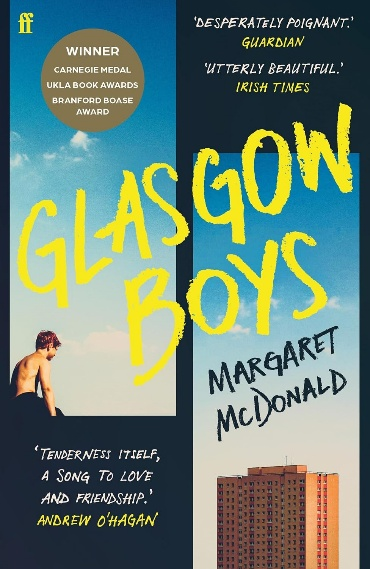 ff
WINNER
CARNEGIE MEDAL
UKLA BOOK AWARDS
BRANFORD BOASE
AWARD
‘DESPERATELY POIGNANT.’
GUARDIAN
‘UTTERLY BEAUTIFUL.’
IRISH TIMES
GLASGOW
BOYS
MARGARET
McDONALD
‘TENDERNESS ITSELF,
A SONG TO LOVE
AND FRIENDSHIP.’
ANDREW O’HAGAN